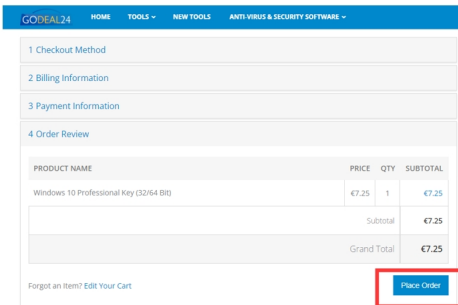 GODEAL24 HOME TOOLS NEW TOOLS ANTI-VIRUS & SECURITY SOFTWARE
1 Checkout Method
2 Billing Information
3 Payment Information
4 Order Review
PRODUCT NAME PRICE QTY SUBTOTAL
Windows 10 Professional Key (32/64 Bit) €7.25 1 €7.25
Subtotal €7.25
Grand Total €7.25
Forgot an Item? Edit Your Cart Place Order